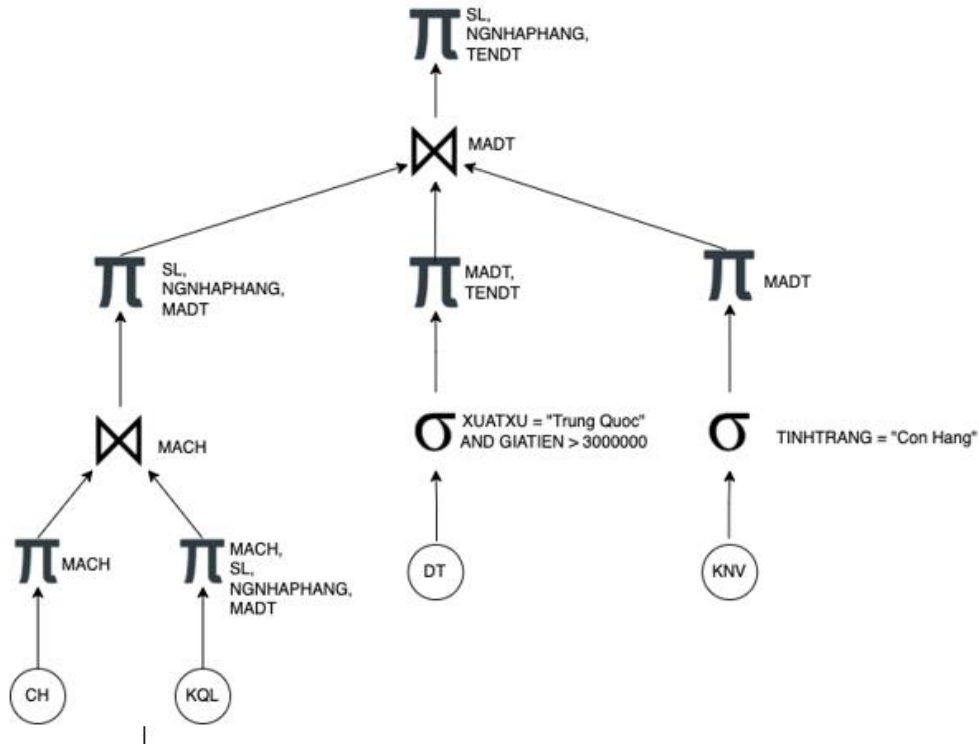 SL,
NGNHAPHANG,
TENDT
MADT
SL,
NGNHAPHANG,
MADT
MADT,
TENDT
MADT
XUATXU = "Trung Quoc"
AND GIATIEN > 3000000
TINHTRANG = "Con Hang"
MACH
MACH
MACH,
SL,
NGNHAPHANG,
MADT
DT
KNV
CH
KQL